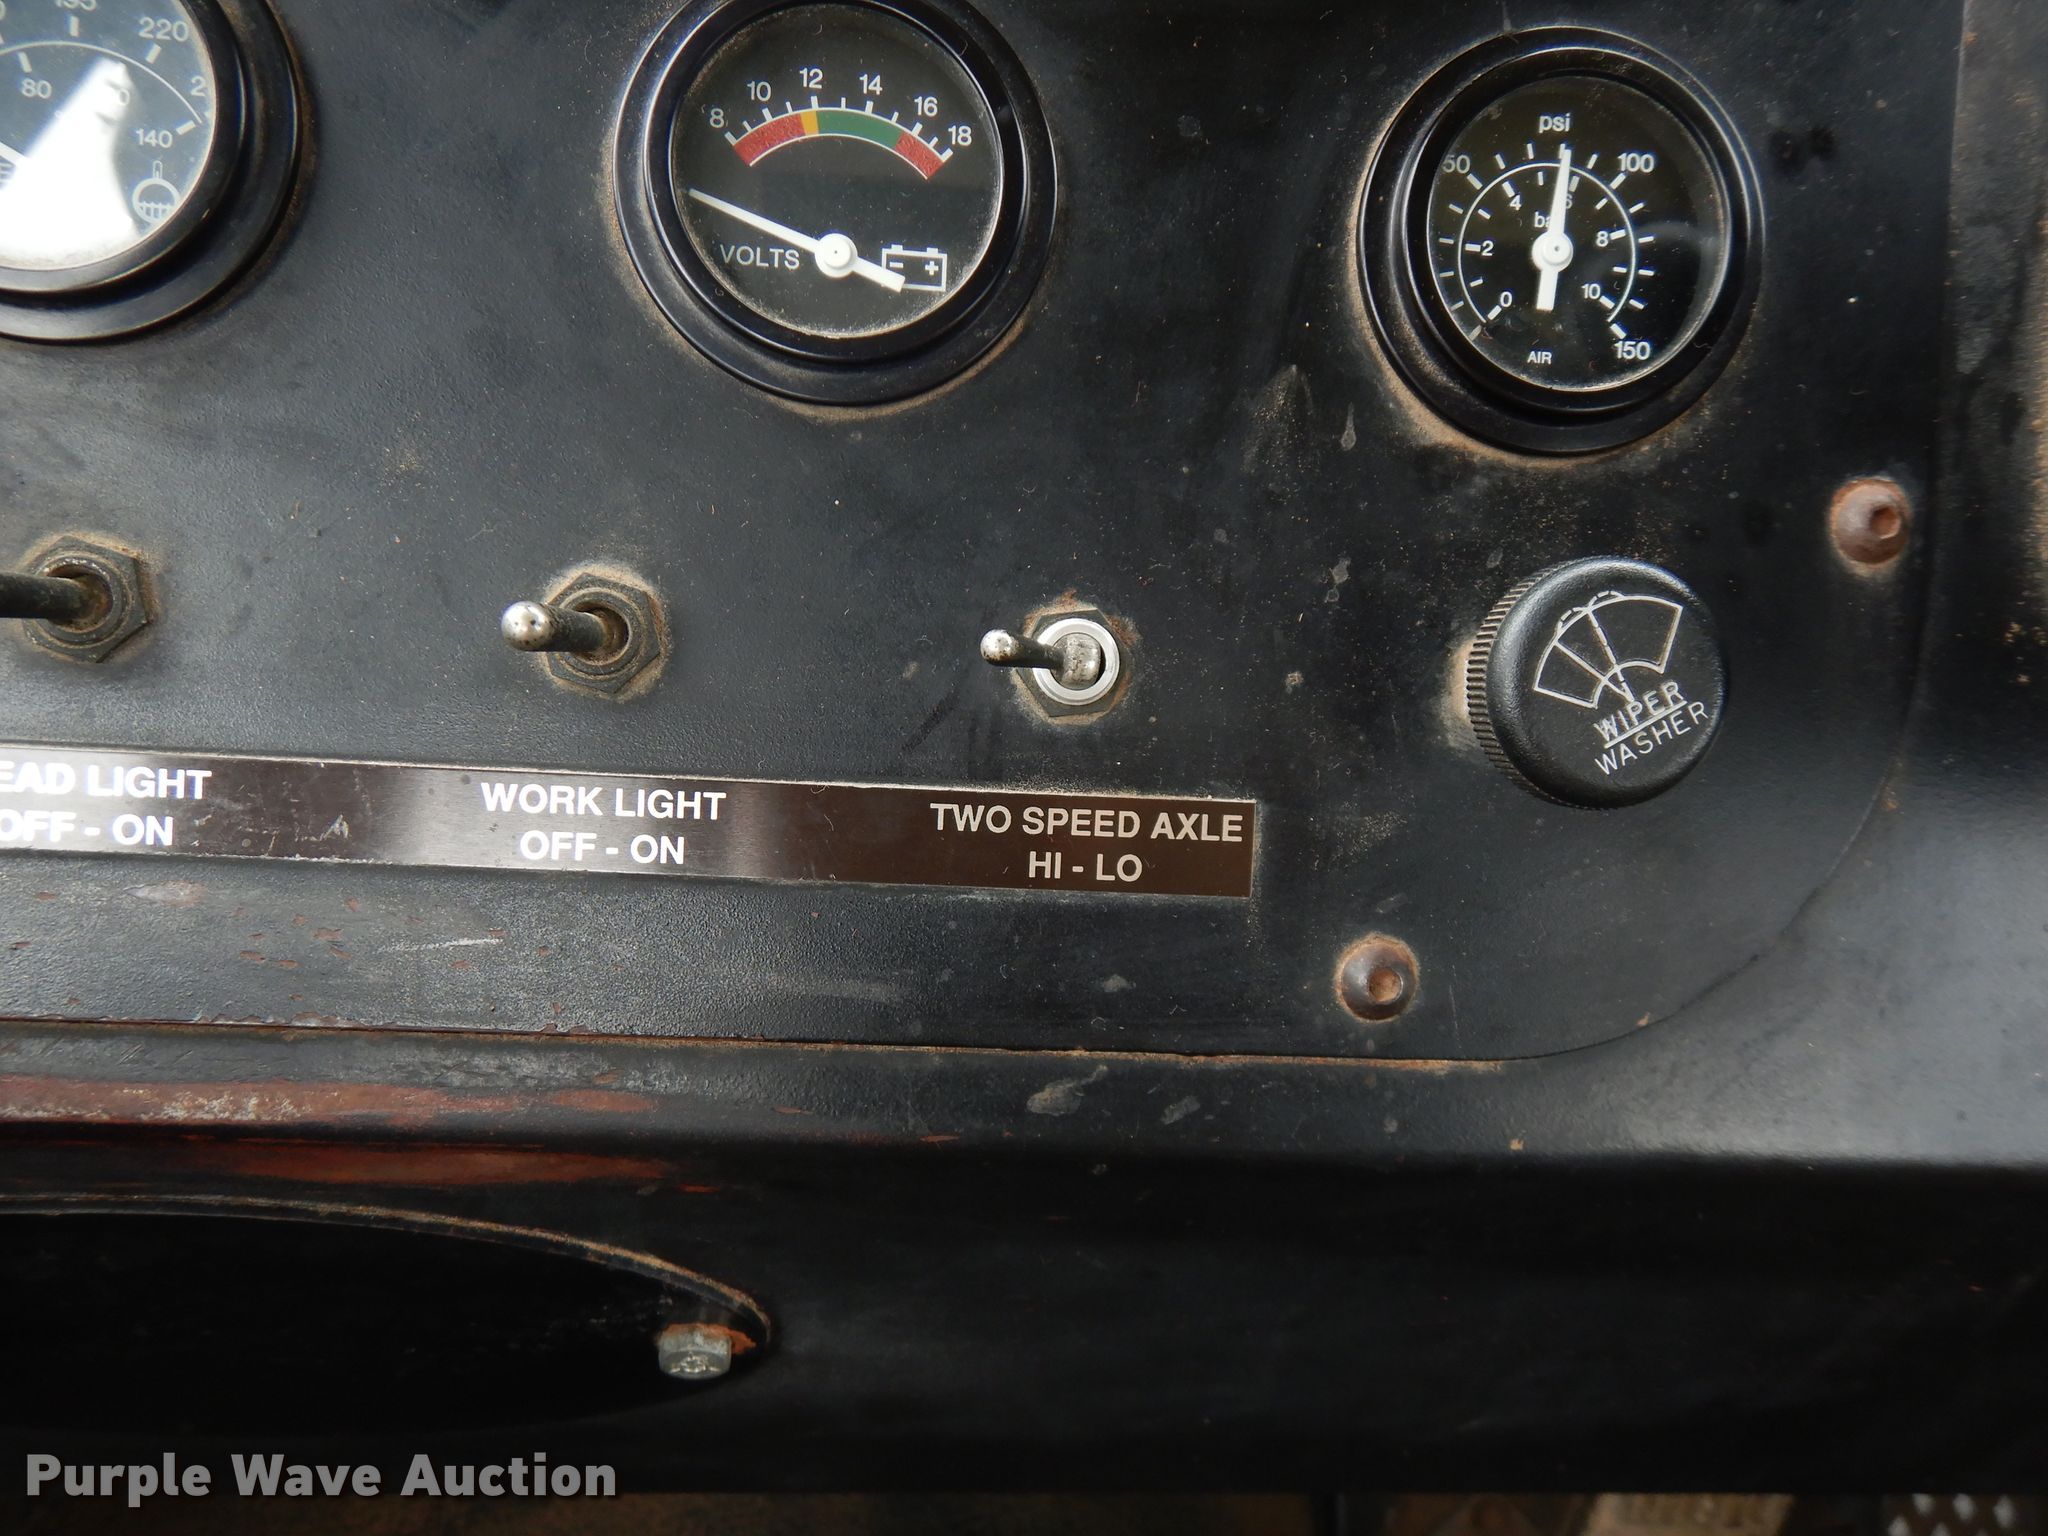 195
220
80
140
8
10
12
14
16
18
VOLTS
psi
50
100
4
6
2
bar
8
0
10
150
AIR
WIPER
WASHER
EAD LIGHT
OFF - ON
WORK LIGHT
OFF - ON
TWO SPEED AXLE
HI - LO
Purple Wave Auction